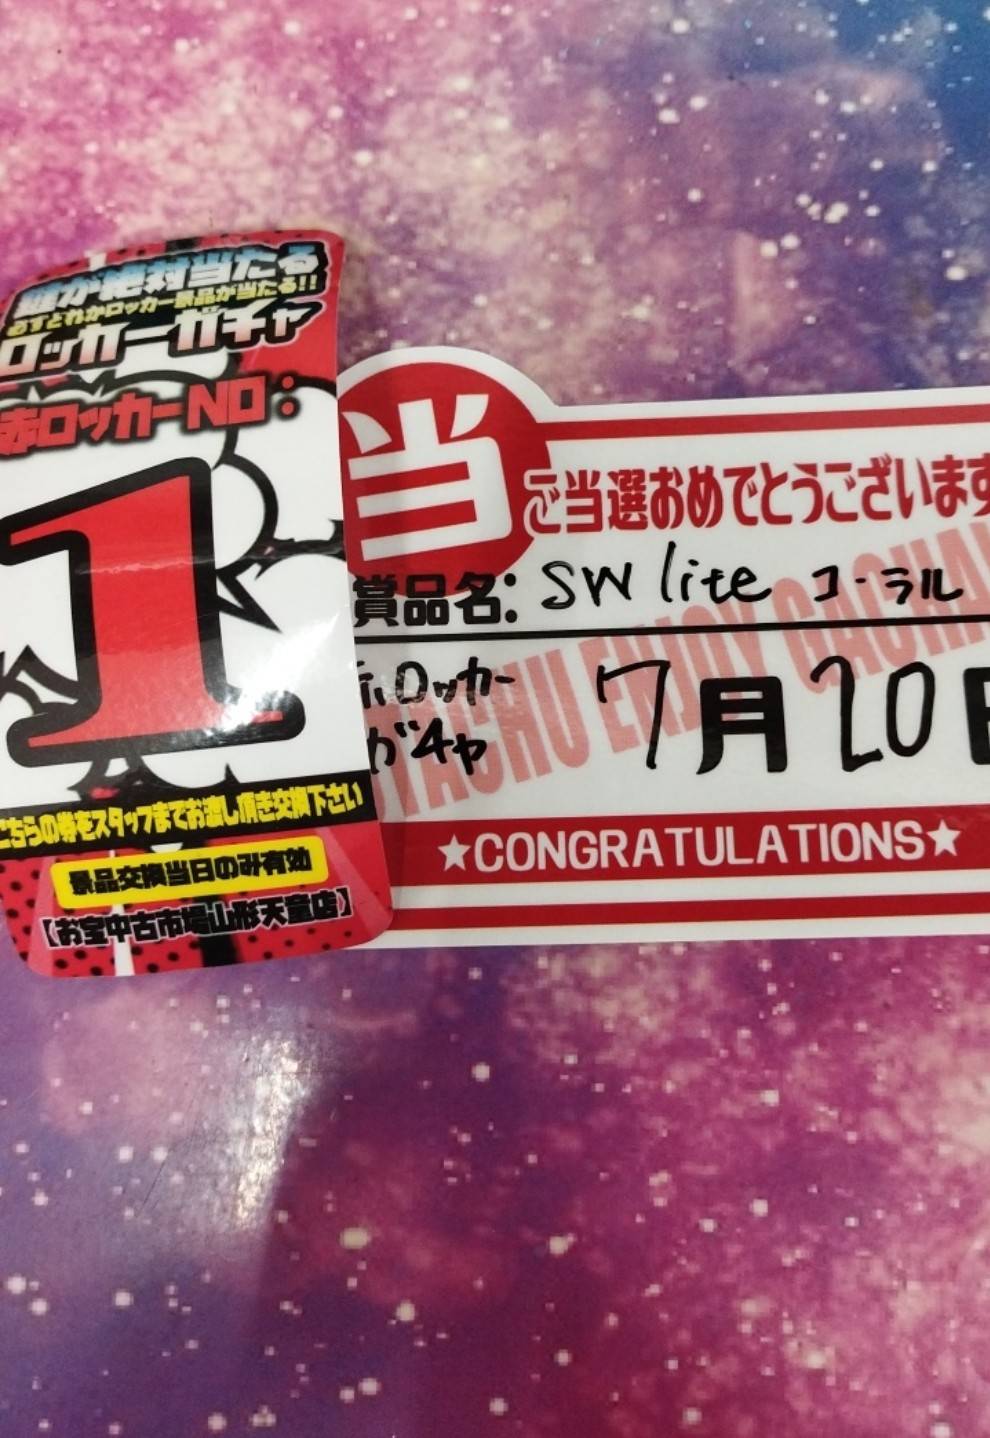 誰が絶対当たる
必ずどれかロッカー景品が当たる!!
ロッカーガチャ
赤ロッカーNO:
1
こちらの券をスタッフまでお渡し頂き交換下さい
景品交換当日のみ有効
【お宝中古市場山形天童店】
当
ご当選おめでとうございます
賞品名: SW lite コーラル
ロッカー
ガチャ
7月20日
ENJOY GACHA
★CONGRATULATIONS★